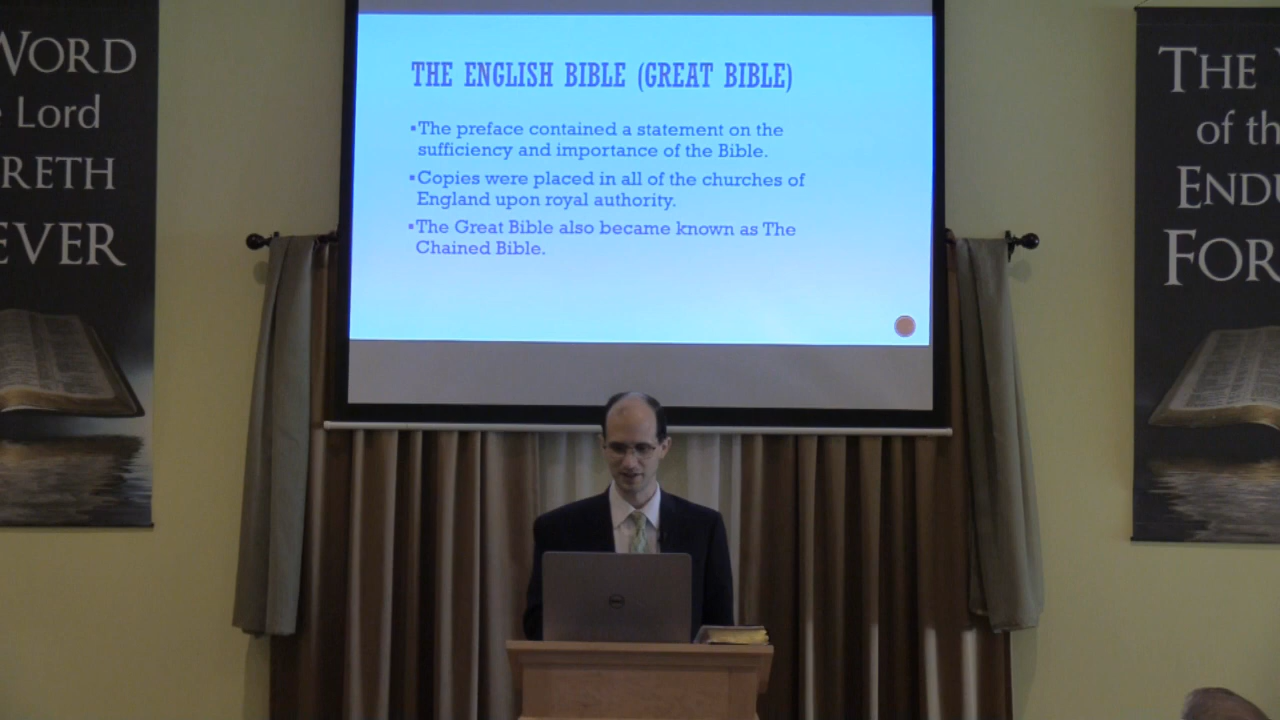 THE ENGLISH BIBLE (GREAT BIBLE)
▪The preface contained a statement on the
sufficiency and importance of the Bible.
▪Copies were placed in all of the churches of
England upon royal authority.
▪The Great Bible also became known as The
Chained Bible.
WORD
Lord
RETH
EVER
THE
of th
ENDU
FOR
DELL